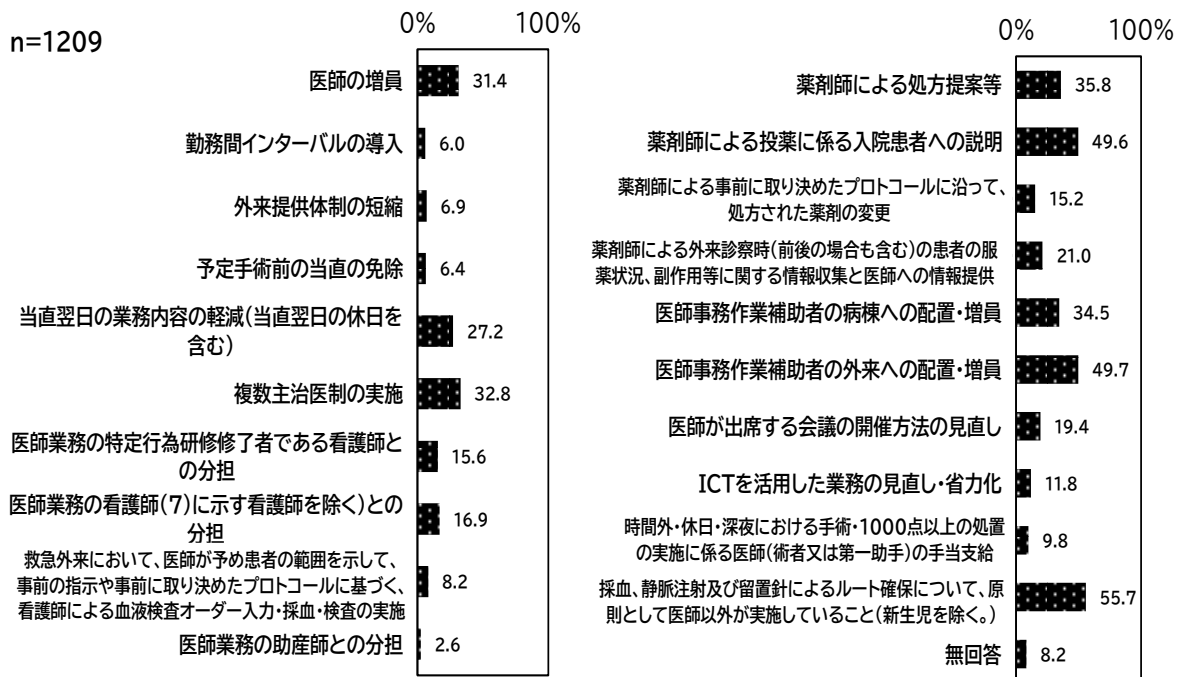 n=1209
0% 100%
医師の増員 31.4
勤務間インターバルの導入 6.0
外来提供体制の短縮 6.9
予定手術前の当直の免除 6.4
当直翌日の業務内容の軽減(当直翌日の休日を
含む) 27.2
複数主治医制の実施 32.8
医師業務の特定行為研修修了者である看護師と
の分担 15.6
医師業務の看護師(7)に示す看護師を除く)との
分担 16.9
救急外来において、医師が予め患者の範囲を示して、
事前の指示や事前に取り決めたプロトコールに基づく、
看護師による血液検査オーダー入力・採血・検査の実施 8.2
医師業務の助産師との分担 2.6
0% 100%
薬剤師による処方提案等 35.8
薬剤師による投薬に係る入院患者への説明 49.6
薬剤師による事前に取り決めたプロトコールに沿って、
処方された薬剤の変更 15.2
薬剤師による外来診察時(前後の場合も含む)の患者の服
薬状況、副作用等に関する情報収集と医師への情報提供 21.0
医師事務作業補助者の病棟への配置・増員 34.5
医師事務作業補助者の外来への配置・増員 49.7
医師が出席する会議の開催方法の見直し 19.4
ICTを活用した業務の見直し・省力化 11.8
時間外・休日・深夜における手術・1000点以上の処置
の実施に係る医師(術者又は第一助手)の手当支給 9.8
採血、静脈注射及び留置針によるルート確保について、原
則として医師以外が実施していること(新生児を除く。) 55.7
無回答 8.2